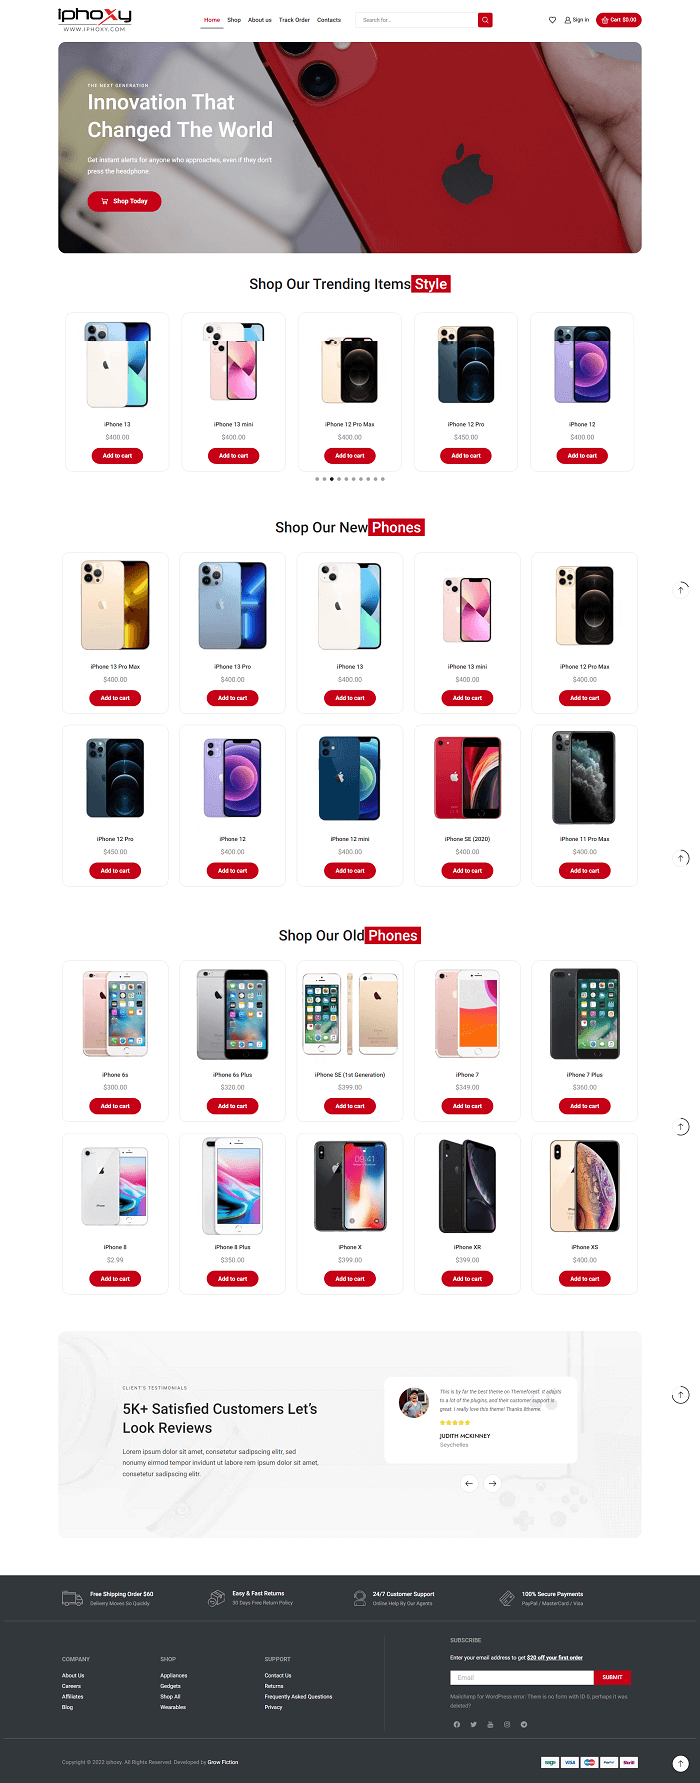 iphoxy
WWW.IPHOXY.COM
Home Shop About us Track Order Contacts
Search for...
Sign in
Cart $0.00
THE NEXT GENERATION
Innovation That
Changed The World
Get instant alerts for anyone who approaches, even if they don't
press the headphone.
Shop Today
Shop Our Trending Items Style
iPhone 13 iPhone 13 mini iPhone 12 Pro Max iPhone 12 Pro iPhone 12
$400.00 $400.00 $400.00 $450.00 $400.00
Add to cart Add to cart Add to cart Add to cart Add to cart
Shop Our New Phones
iPhone 13 Pro Max iPhone 13 Pro iPhone 13 iPhone 13 mini iPhone 12 Pro Max
$400.00 $400.00 $400.00 $400.00 $400.00
Add to cart Add to cart Add to cart Add to cart Add to cart
iPhone 12 Pro iPhone 12 iPhone 12 mini iPhone SE (2020) iPhone 11 Pro Max
$450.00 $400.00 $400.00 $400.00 $400.00
Add to cart Add to cart Add to cart Add to cart Add to cart
Shop Our Old Phones
iPhone 6s iPhone 6s Plus iPhone SE (1st Generation) iPhone 7 iPhone 7 Plus
$300.00 $320.00 $399.00 $349.00 $360.00
Add to cart Add to cart Add to cart Add to cart Add to cart
09:41
iPhone 8 iPhone 8 Plus iPhone X iPhone XR iPhone XS
$2.99 $350.00 $399.00 $399.00 $400.00
Add to cart Add to cart Add to cart Add to cart Add to cart
CLIENT'S TESTIMONIALS
5K+ Satisfied Customers Let's
Look Reviews
Lorem ipsum dolor sit amet, consetetur sadipscing elitr, sed
nonumy eirmod tempor invidunt ut labore rem ipsum dolor sit amet,
consetetur sadipscing elitr.
This is by far the best theme on Themeforest. It adapts
to a lot of the plugins, and their customer support is
great. I really love this theme! Thanks 8theme.
JUDITH MCKINNEY
Seychelles
Free Shipping Order $60
Delivery Moves So Quickly
Easy & Fast Returns
30 Days Free Return Policy
24/7 Customer Support
Online Help By Our Agents
100% Secure Payments
PayPal / MasterCard / Visa
COMPANY
About Us
Careers
Affiliates
Blog
SHOP
Appliances
Gedgets
Shop All
Wearables
SUPPORT
Contact Us
Returns
Frequently Asked Questions
Privacy
SUBSCRIBE
Enter your email address to get $20 off your first order
Email
SUBMIT
Mailchimp for WordPress error: There is no form with ID 0, perhaps it was
deleted?
Copyright © 2022 iphoxy. All Rights Reserved. Developed by Grow Fiction
sage VISA PayPal Skrill